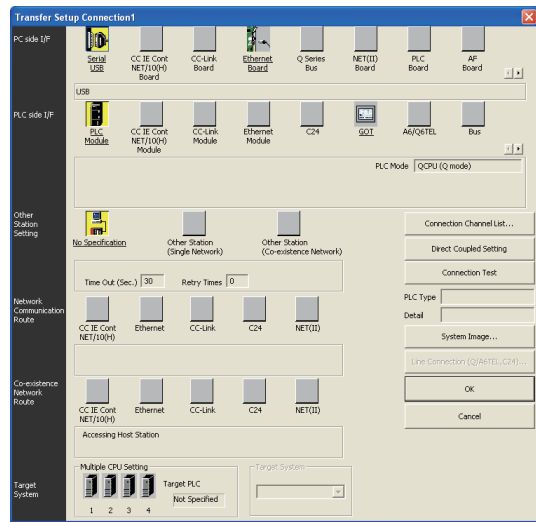 Transfer Setup Connection1
PC side I/F
Serial USB
CC IE Cont NET/10(H) Board
CC-Link Board
Ethernet Board
Q Series Bus
NET(II) Board
PLC Board
AF Board
USB
PLC side I/F
PLC Module
CC IE Cont NET/10(H) Module
CC-Link Module
Ethernet Module
C24
GOT
A6/Q6TEL
Bus
PLC Mode QCPU (Q mode)
Other Station Setting
No Specification
Other Station (Single Network)
Other Station (Co-existence Network)
Time Out (Sec.) 30 Retry Times 0
Connection Channel List...
Direct Coupled Setting
Connection Test
PLC Type
Detail
System Image...
Line Connection (Q/A6TEL,C24)...
OK
Cancel
Network Communication Route
CC IE Cont NET/10(H)
Ethernet
CC-Link
C24
NET(II)
Co-existence Network Route
CC IE Cont NET/10(H)
Ethernet
CC-Link
C24
NET(II)
Accessing Host Station
Target System
Multiple CPU Setting
1 2 3 4
Target PLC
Not Specified
Target System